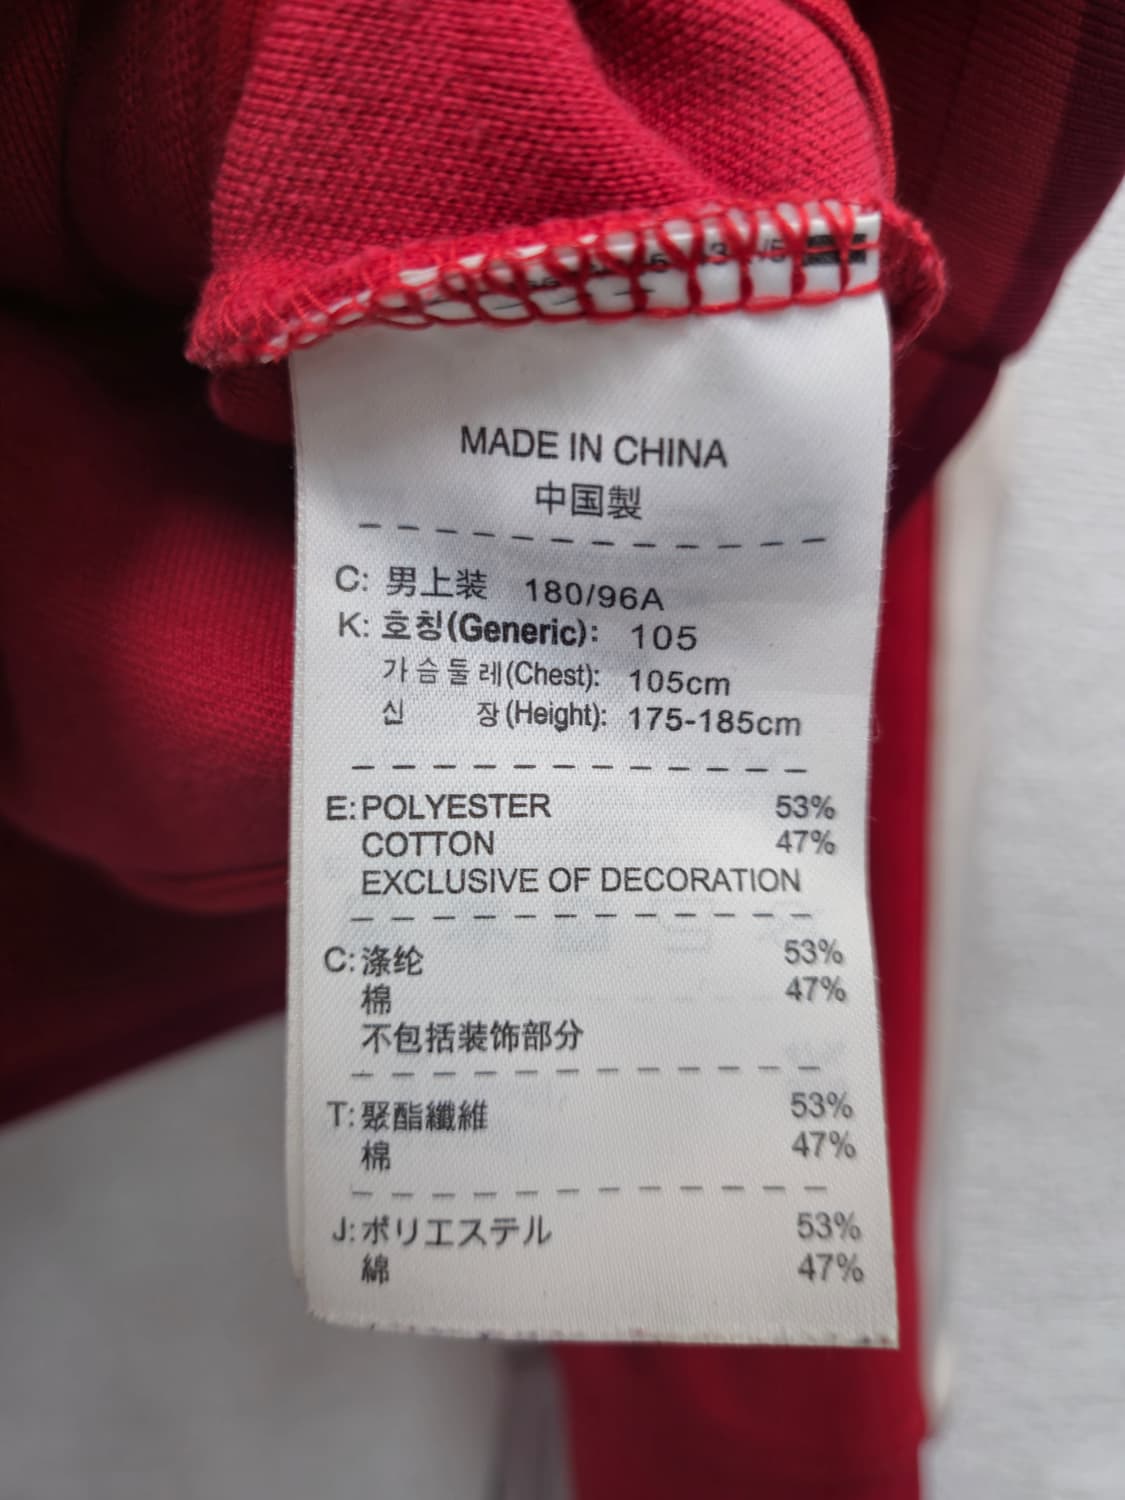 MADE IN CHINA
中国製
C: 男上装 180/96A
K: 호칭(Generic): 105
가슴둘레(Chest): 105cm
신 장(Height): 175-185cm
E: POLYESTER 53%
COTTON 47%
EXCLUSIVE OF DECORATION
C: 涤纶 53%
棉 47%
不包括装饰部分
T: 聚酯纖維 53%
棉 47%
J: ポリエステル 53%
綿 47%